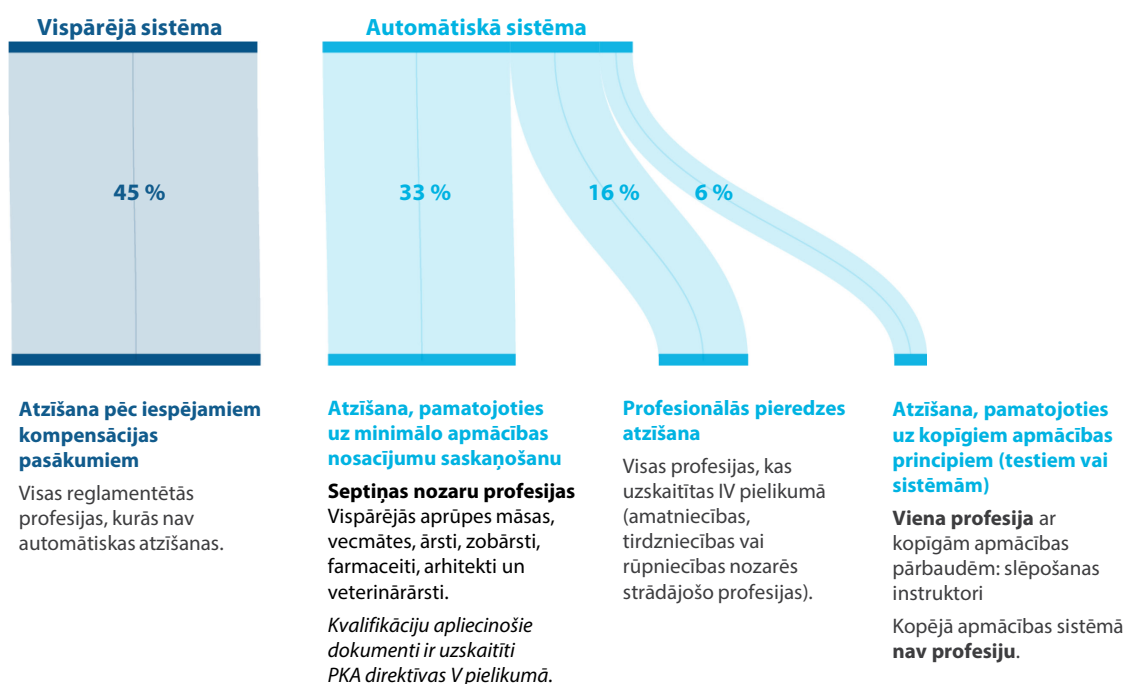 Vispārējā sistēma
Automātiskā sistēma
45 %
33 %
16 %
6 %
Atzīšana pēc iespējamiem
kompensācijas
pasākumiem
Visas reglamentētās
profesijas, kurās nav
automātiskas atzīšanas.
Atzīšana, pamatojoties
uz minimālo apmācības
nosacījumu saskaņošanu
Septiņas nozaru profesijas
Vispārējās aprūpes māsas,
vecmātes, ārsti, zobārsti,
farmaceiti, arhitekti un
veterinārārsti.
Kvalifikāciju apliecinošie
dokumenti ir uzskaitīti
PKA direktīvas V pielikumā.
Profesionālās pieredzes
atzīšana
Visas profesijas, kas
uzskaitītas IV pielikumā
(amatniecības,
tirdzniecības vai
rūpniecības nozarēs
strādājošo profesijas).
Atzīšana, pamatojoties
uz kopīgiem apmācības
principiem (testiem vai
sistēmām)
Viena profesija ar
kopīgām apmācības
pārbaudēm: slēpošanas
instruktori
Kopējā apmācības sistēmā
nav profesiju.